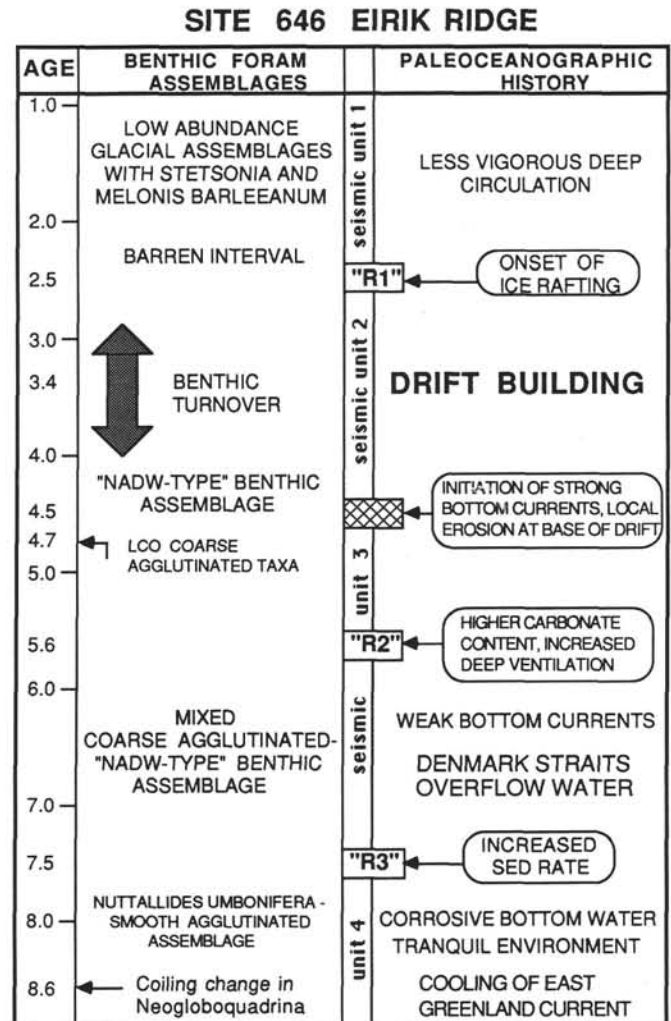 SITE 646 EIRIK RIDGE
AGE
BENTHIC FORAM
ASSEMBLAGES
PALEOCEANOGRAPHIC
HISTORY
1.0
LOW ABUNDANCE
GLACIAL ASSEMBLAGES
WITH STETSONIA AND
MELONIS BARLEEANUM
seismic unit 1
LESS VIGOROUS DEEP
CIRCULATION
2.0
BARREN INTERVAL
2.5
"R1"
ONSET OF
ICE RAFTING
3.0
3.4
BENTHIC
TURNOVER
seismic unit 2
DRIFT BUILDING
4.0
"NADW-TYPE" BENTHIC
ASSEMBLAGE
4.5
INITIATION OF STRONG
BOTTOM CURRENTS, LOCAL
EROSION AT BASE OF DRIFT
4.7
LCO COARSE
AGGLUTINATED TAXA
5.0
seismic unit 3
5.6
"R2"
HIGHER CARBONATE
CONTENT, INCREASED
DEEP VENTILATION
6.0
MIXED
COARSE AGGLUTINATED-
"NADW-TYPE" BENTHIC
ASSEMBLAGE
WEAK BOTTOM CURRENTS
DENMARK STRAITS
OVERFLOW WATER
7.0
7.5
"R3"
INCREASED
SED RATE
NUTTALLIDES UMBONIFERA -
SMOOTH AGGLUTINATED
ASSEMBLAGE
8.0
unit 4
CORROSIVE BOTTOM WATER
TRANQUIL ENVIRONMENT
8.6
Coiling change in
Neogloboquadrina
COOLING OF EAST
GREENLAND CURRENT